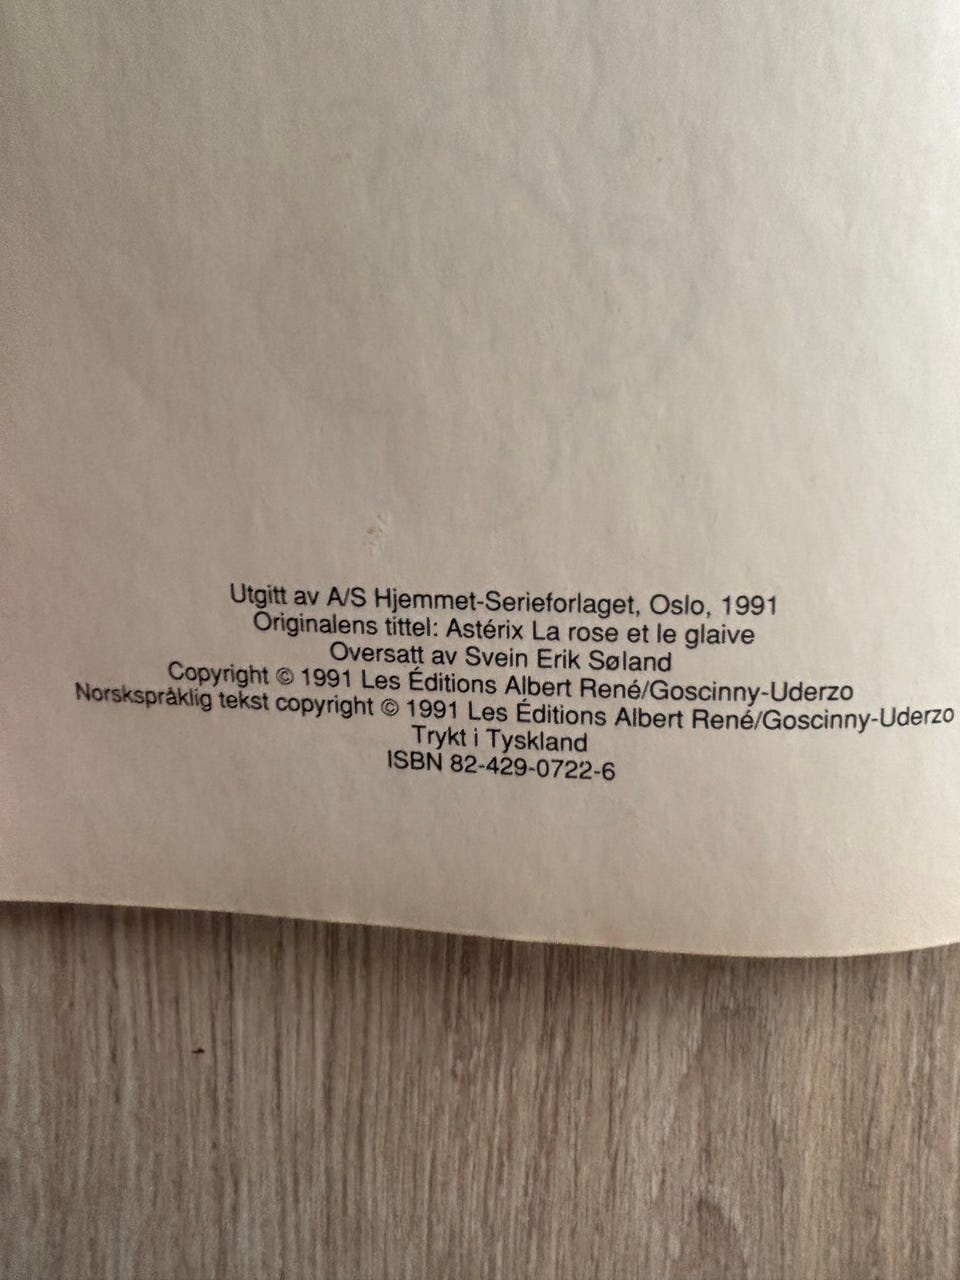 Utgitt av A/S Hjemmet-Serieforlaget, Oslo, 1991
Originalens tittel: Astérix La rose et le glaive
Oversatt av Svein Erik Søland
Copyright © 1991 Les Éditions Albert René/Goscinny-Uderzo
Norskspråklig tekst copyright © 1991 Les Éditions Albert René/Goscinny-Uderzo
Trykt i Tyskland
ISBN 82-429-0722-6